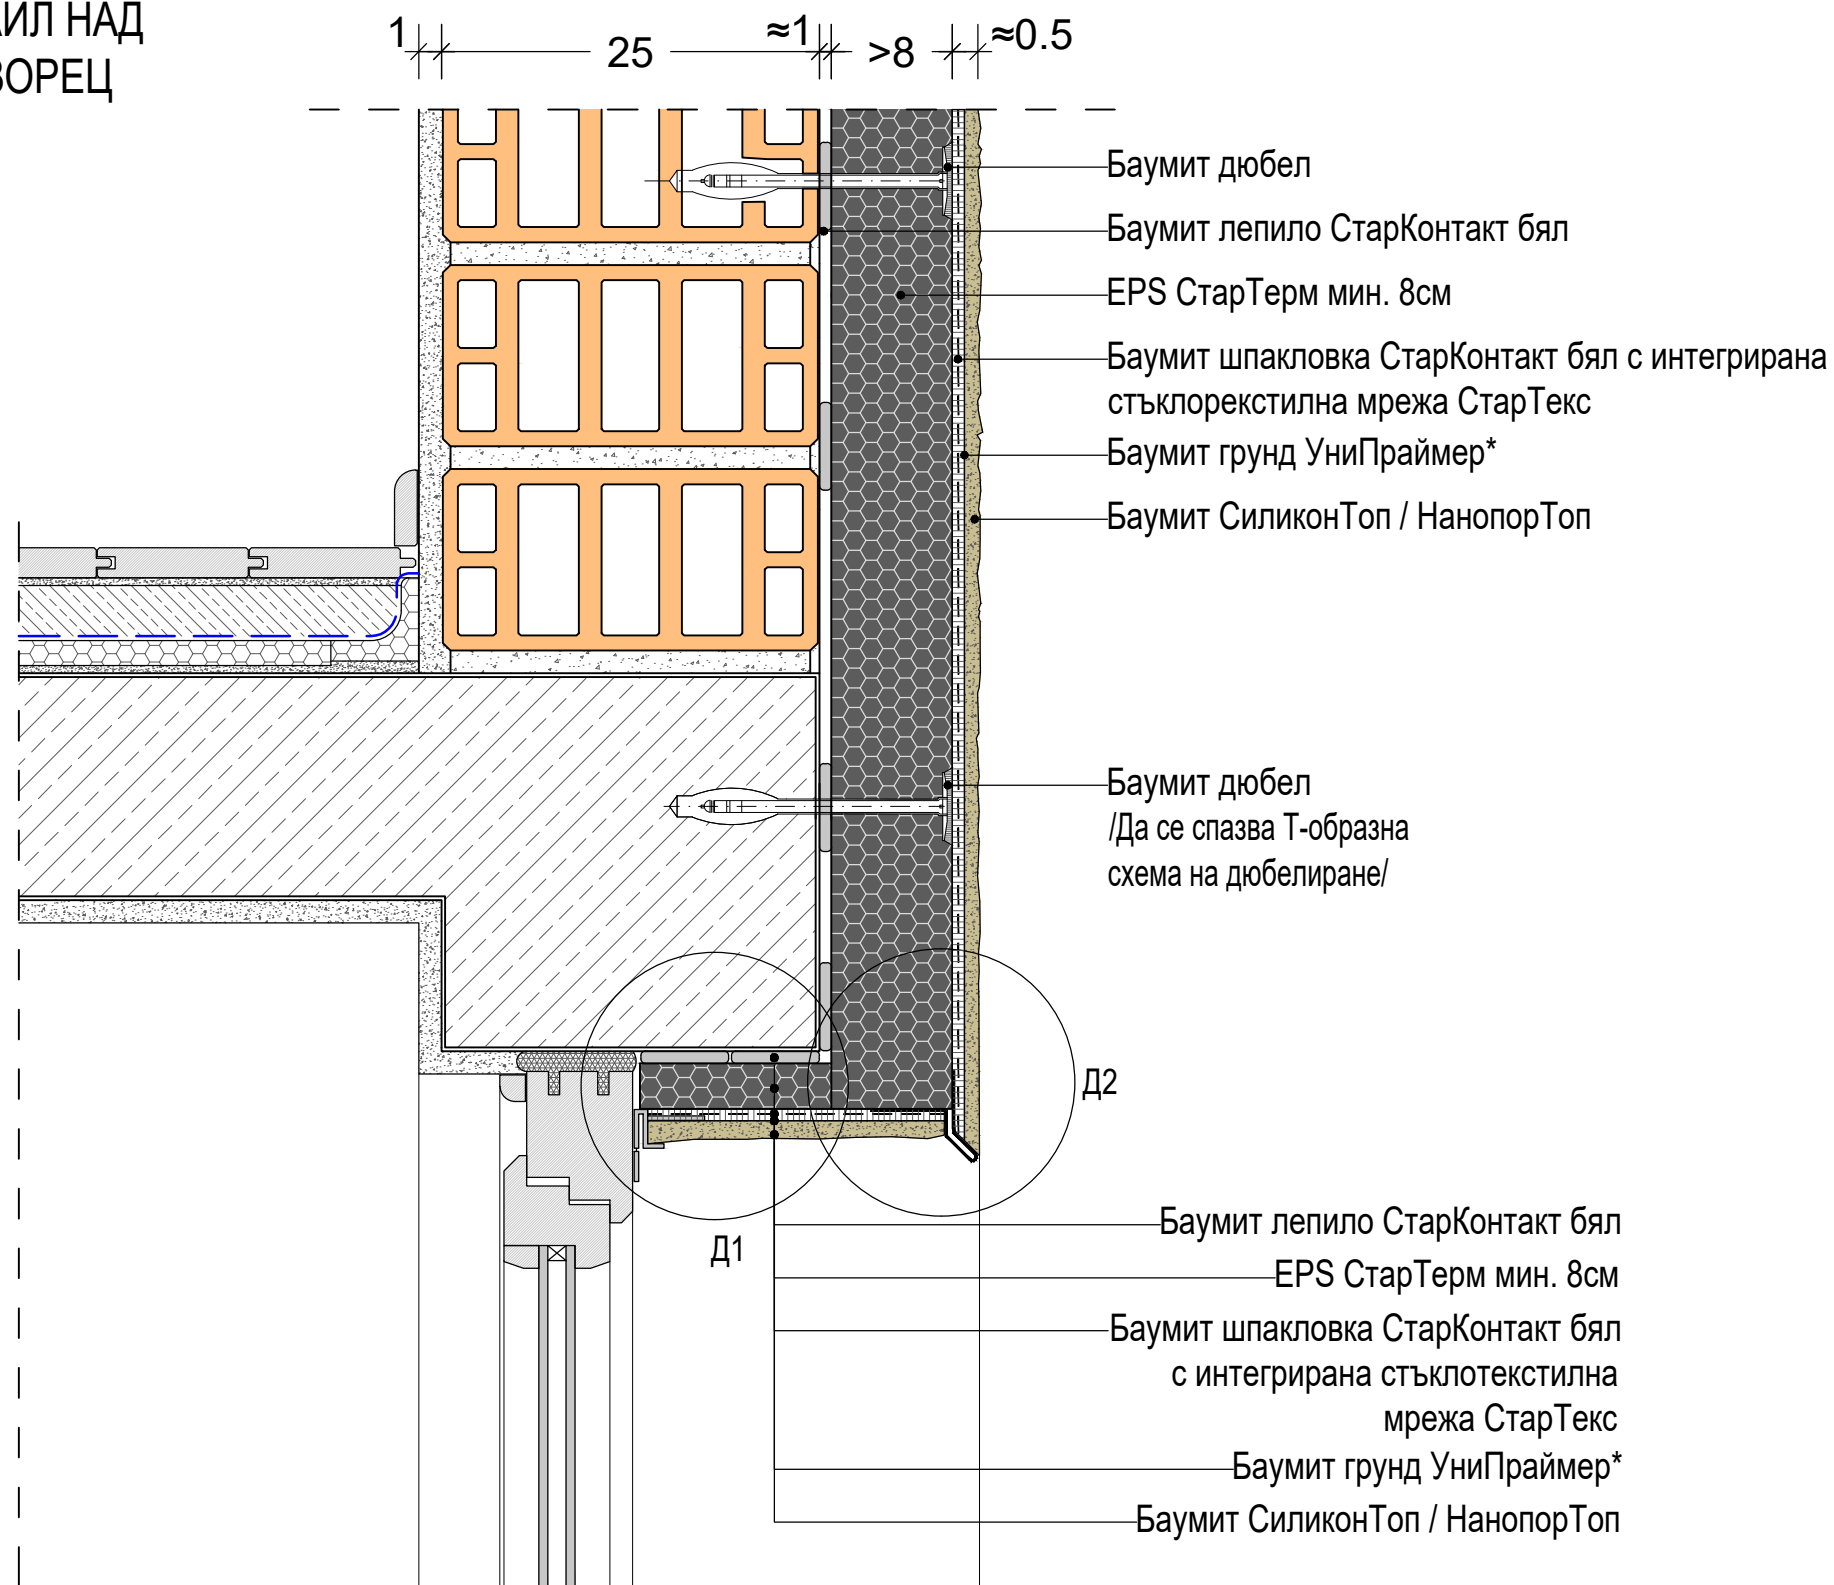 НАД
1
25
≈1
>8
≈0.5
Баумит дюбел
Баумит лепило СтарКонтакт бял
EPS СтарТерм мин. 8см
Баумит шпакловка СтарКонтакт бял с интегрирана
стъклорекстилна мрежа СтарТекс
Баумит грунд УниПраймер*
Баумит СиликонТоп / НанопорТоп
Баумит дюбел
/Да се спазва Т-образна
схема на дюбелиране/
Д2
Д1
Баумит лепило СтарКонтакт бял
EPS СтарТерм мин. 8см
Баумит шпакловка СтарКонтакт бял
с интегрирана стъклотекстилна
мрежа СтарТекс
Баумит грунд УниПраймер*
Баумит СиликонТоп / НанопорТоп